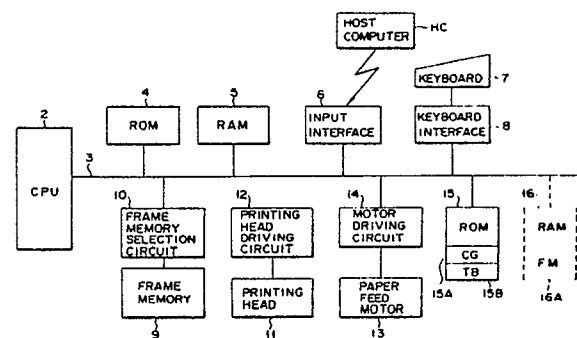 HOST
COMPUTER
HC
KEYBOARD
7
4
5
6
2
ROM
RAM
INPUT
INTERFACE
KEYBOARD
INTERFACE
8
3
CPU
10
12
14
15
16
FRAME
MEMORY
SELECTION
CIRCUIT
PRINTING
HEAD
DRIVING
CIRCUIT
MOTOR
DRIVING
CIRCUIT
ROM
CG
TB
RAM
FM
15A
15B
16A
FRAME
MEMORY
PRINTING
HEAD
PAPER
FEED
MOTOR
9
11
13